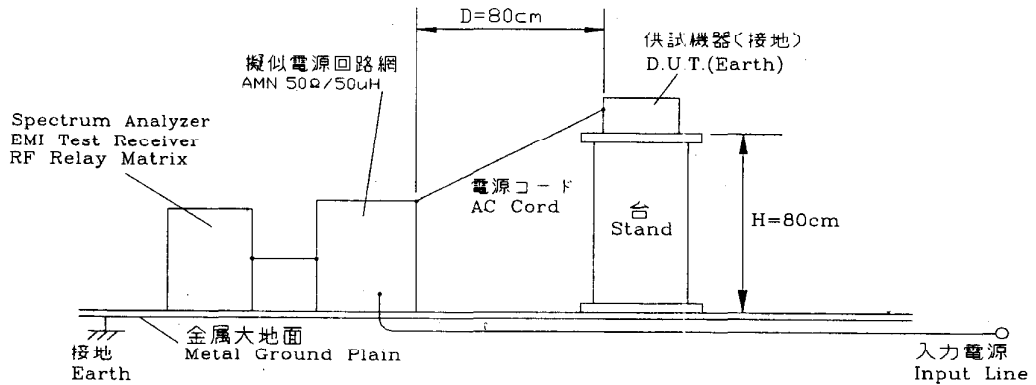 D=80cm
供試機器(接地)
D.U.T.(Earth)
擬似電源回路網
AMN 50Ω/50uH
Spectrum Analyzer
EMI Test Receiver
RF Relay Matrix
電源コード
AC Cord
台
Stand
H=80cm
金属大地面
Metal Ground Plain
接地
Earth
入力電源
Input Line